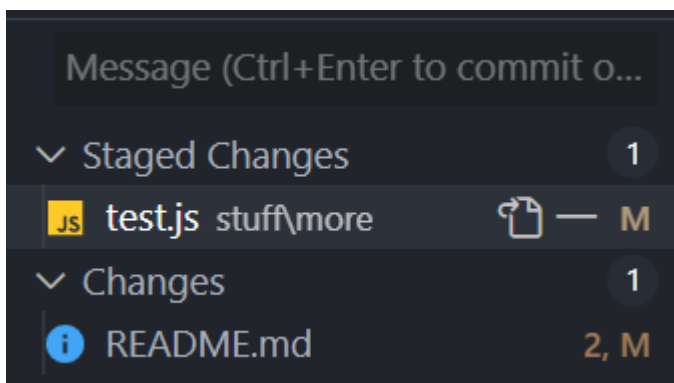 Message (Ctrl+Enter to commit o...
Staged Changes 1
JS test.js stuff\more M
Changes 1
README.md 2, M